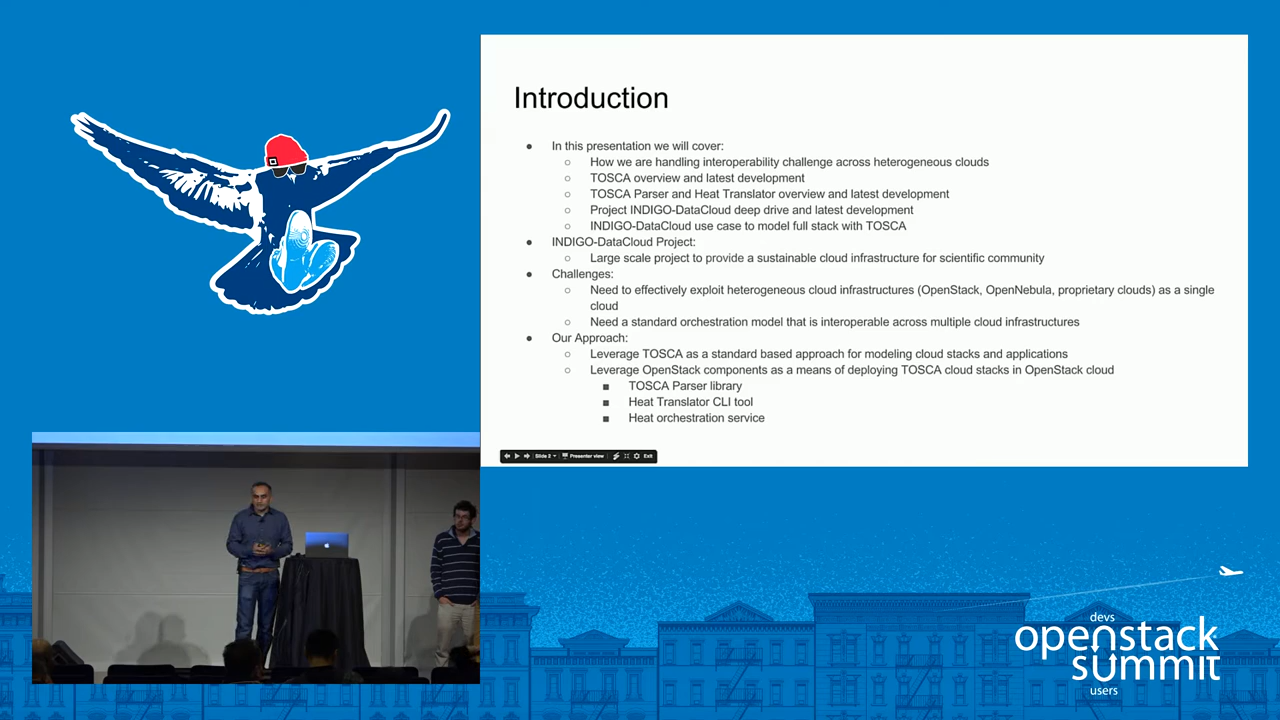 Introduction
● In this presentation we will cover:
○ How we are handling interoperability challenge across heterogeneous clouds
○ TOSCA overview and latest development
○ TOSCA Parser and Heat Translator overview and latest development
○ Project INDIGO-DataCloud deep drive and latest development
○ INDIGO-DataCloud use case to model full stack with TOSCA
● INDIGO-DataCloud Project:
○ Large scale project to provide a sustainable cloud infrastructure for scientific community
● Challenges:
○ Need to effectively exploit heterogeneous cloud infrastructures (OpenStack, OpenNebula, proprietary clouds) as a single
cloud
○ Need a standard orchestration model that is interoperable across multiple cloud infrastructures
● Our Approach:
○ Leverage TOSCA as a standard based approach for modeling cloud stacks and applications
○ Leverage OpenStack components as a means of deploying TOSCA cloud stacks in OpenStack cloud
■ TOSCA Parser library
■ Heat Translator CLI tool
■ Heat orchestration service
Slide 2 Presenter view Exit
devs
openstack
summit
users